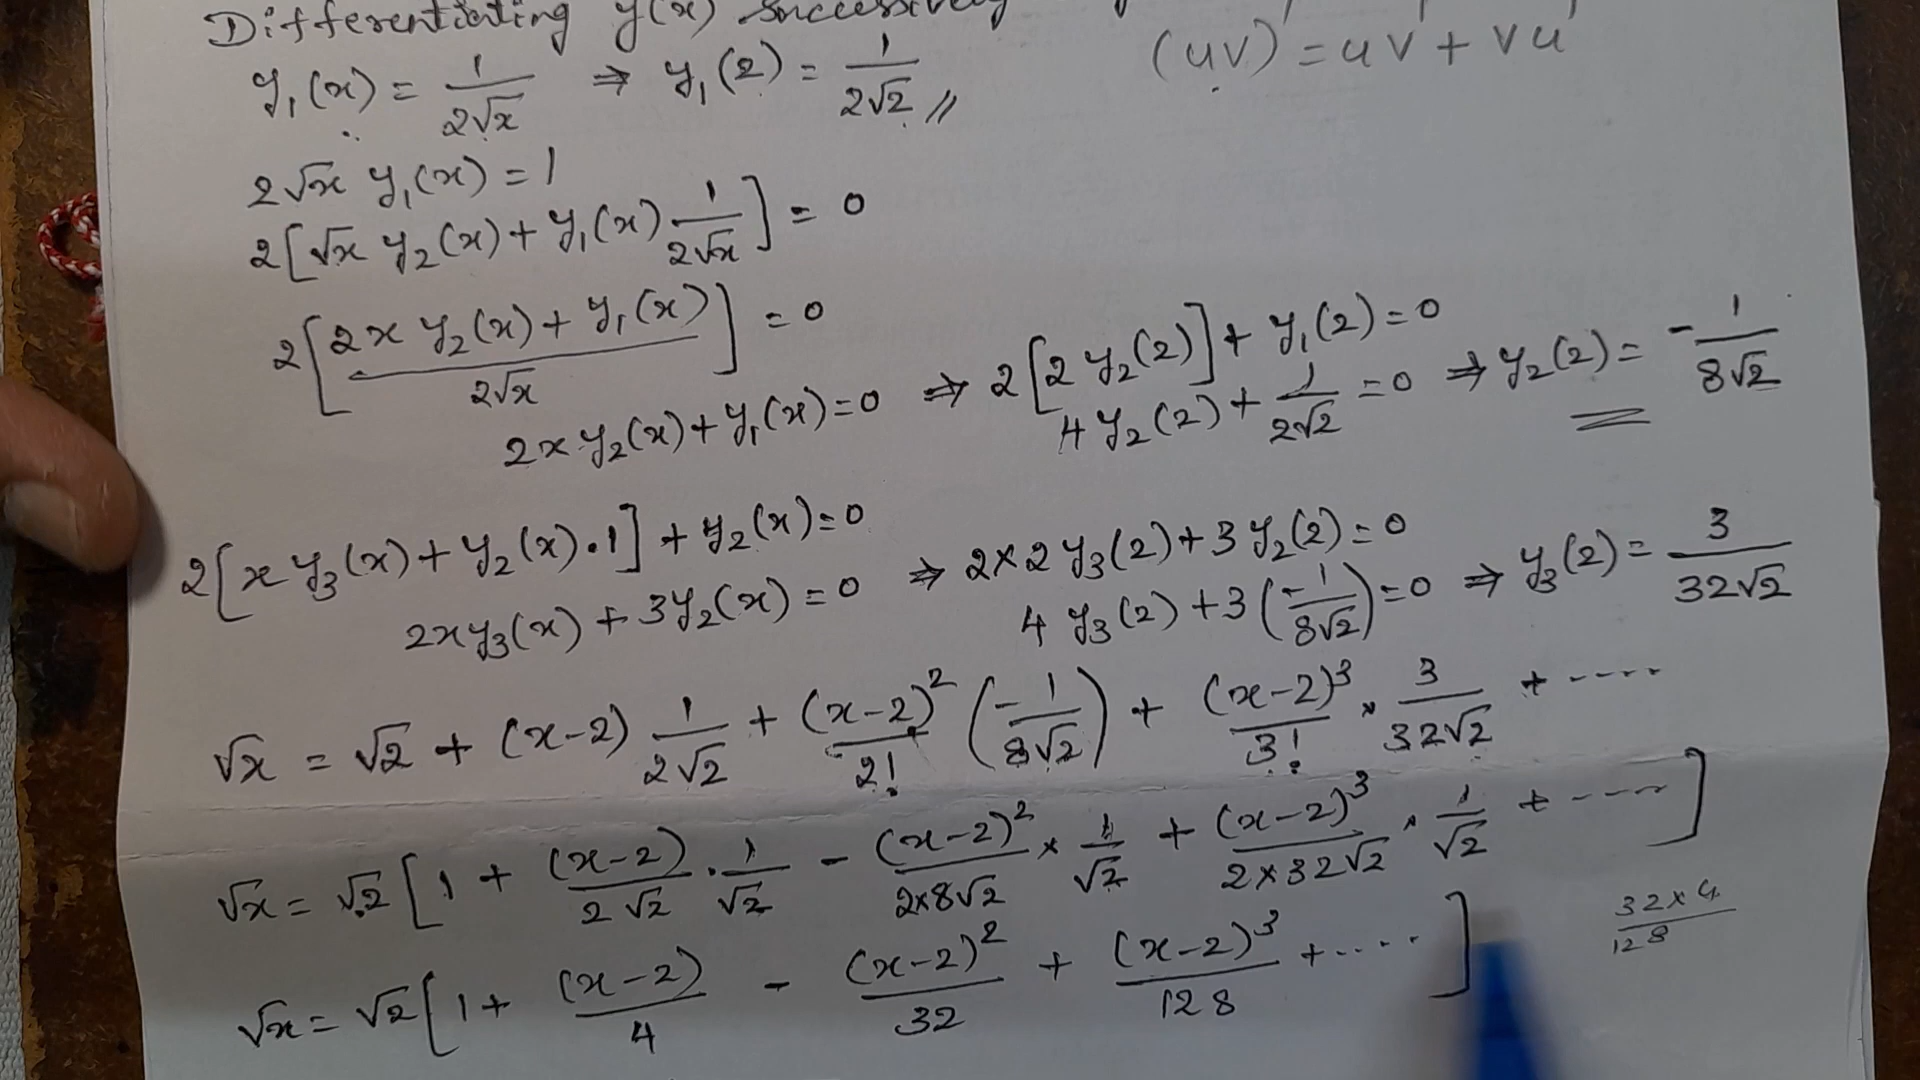 Differentiating y(x) successively
(uv)' = uv' + vu'
y₁(x) = 1/(2√x) ⇒ y₁(2) = 1/(2√2) //
2√x y₁(x) = 1
2[√x y₂(x) + y₁(x) 1/(2√x)] = 0
2[(2x y₂(x) + y₁(x))/(2√x)] = 0
2x y₂(x) + y₁(x) = 0 ⇒ 2[2 y₂(2)] + y₁(2) = 0
4 y₂(2) + 1/(2√2) = 0 ⇒ y₂(2) = -1/(8√2)
2[x y₃(x) + y₂(x)·1] + y₂(x) = 0
2x y₃(x) + 3y₂(x) = 0 ⇒ 2×2 y₃(2) + 3 y₂(2) = 0
4 y₃(2) + 3(-1/(8√2)) = 0 ⇒ y₃(2) = 3/(32√2)
√x = √2 + (x-2) 1/(2√2) + (x-2)²/2! (-1/(8√2)) + (x-2)³/3! × 3/(32√2) + ·····
√x = √2 [1 + (x-2)/(2√2) · 1/√2 - (x-2)²/(2×8√2) × 1/√2 + (x-2)³/(2×32√2) × 1/√2 + ·····]
32×4
128
√x = √2 [1 + (x-2)/4 - (x-2)²/32 + (x-2)³/128 + ·····]